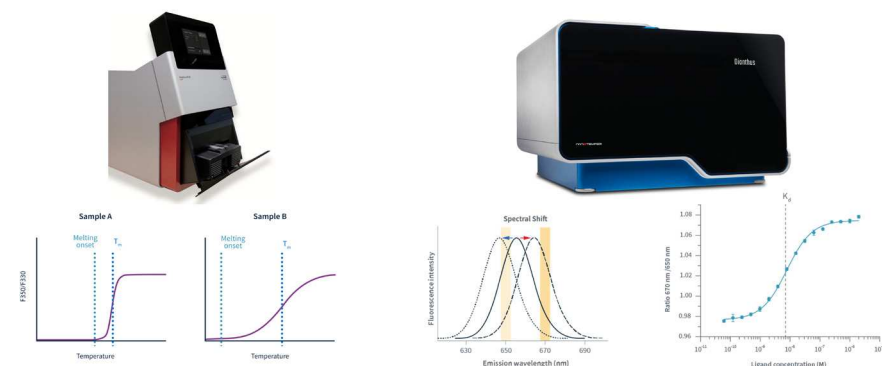 Dianthus
Sample A
Sample B
Melting
onset
Tm
Melting
onset
Tm
F350/F330
Temperature
Temperature
Spectral Shift
Fluorescence intensity
630 650 670 690
Emission wavelength (nm)
Kd
Ratio 670 nm /650 nm
1.08
1.06
1.04
1.02
1.00
0.98
0.96
Ligand concentration (M)